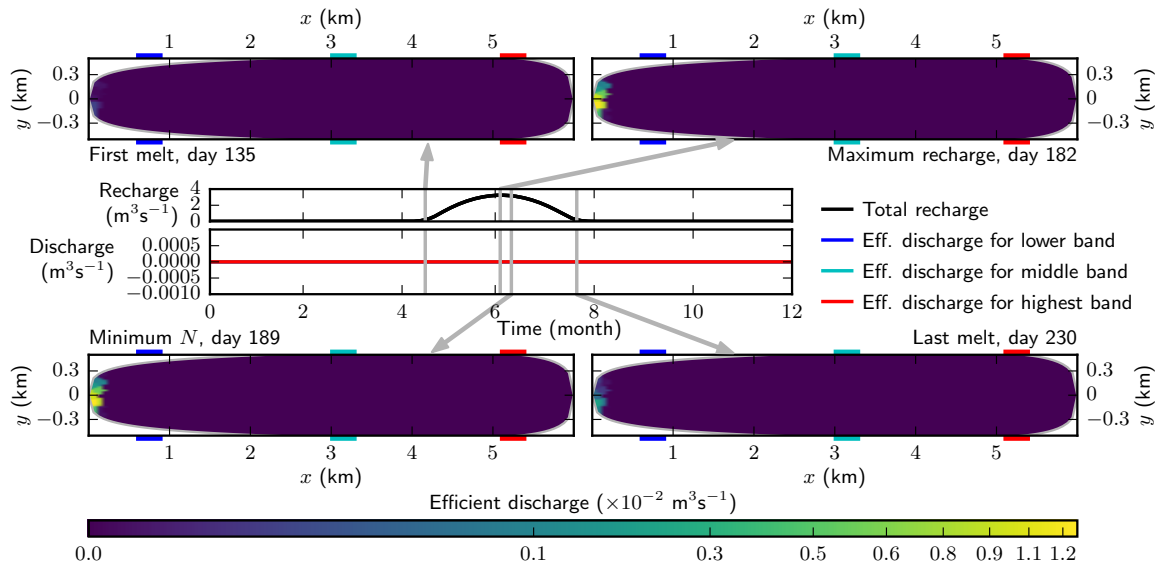 x (km)
x (km)
1 2 3 4 5
1 2 3 4 5
y (km)
0.3
0
−0.3
0.3
0
−0.3
y (km)
First melt, day 135
Maximum recharge, day 182
Recharge
(m³s⁻¹)
4
2
0
Discharge
(m³s⁻¹)
0.0005
0.0000
−0.0005
−0.0010
0 2 4 6 8 10 12
Time (month)
Total recharge
Eff. discharge for lower band
Eff. discharge for middle band
Eff. discharge for highest band
Minimum N, day 189
Last melt, day 230
y (km)
0.3
0
−0.3
0.3
0
−0.3
y (km)
1 2 3 4 5
1 2 3 4 5
x (km)
x (km)
Efficient discharge (×10⁻² m³s⁻¹)
0.0 0.1 0.3 0.5 0.6 0.8 0.9 1.1 1.2